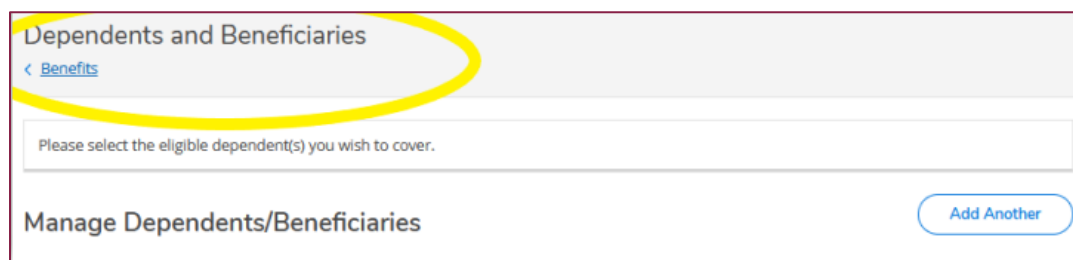 Dependents and Beneficiaries
< Benefits
Please select the eligible dependent(s) you wish to cover.
Manage Dependents/Beneficiaries
Add Another